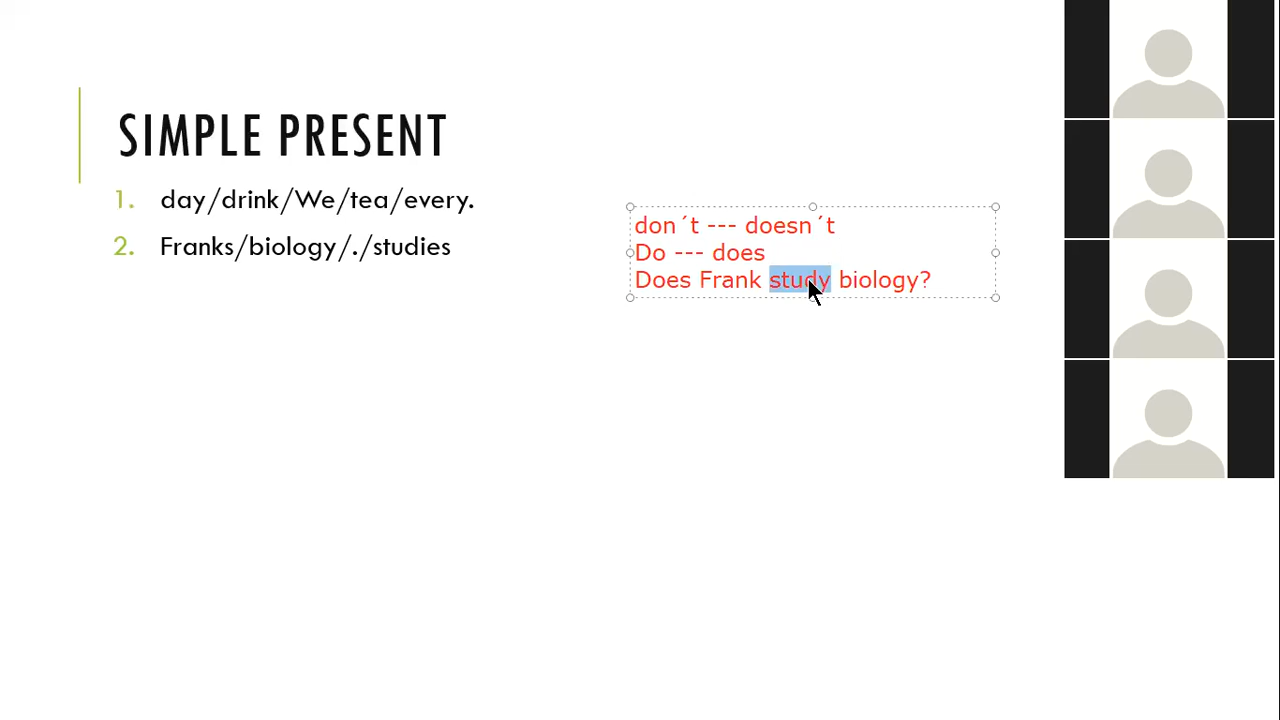 SIMPLE PRESENT
1. day/drink/We/tea/every.
2. Franks/biology/./studies
don´t --- doesn´t
Do --- does
Does Frank study biology?